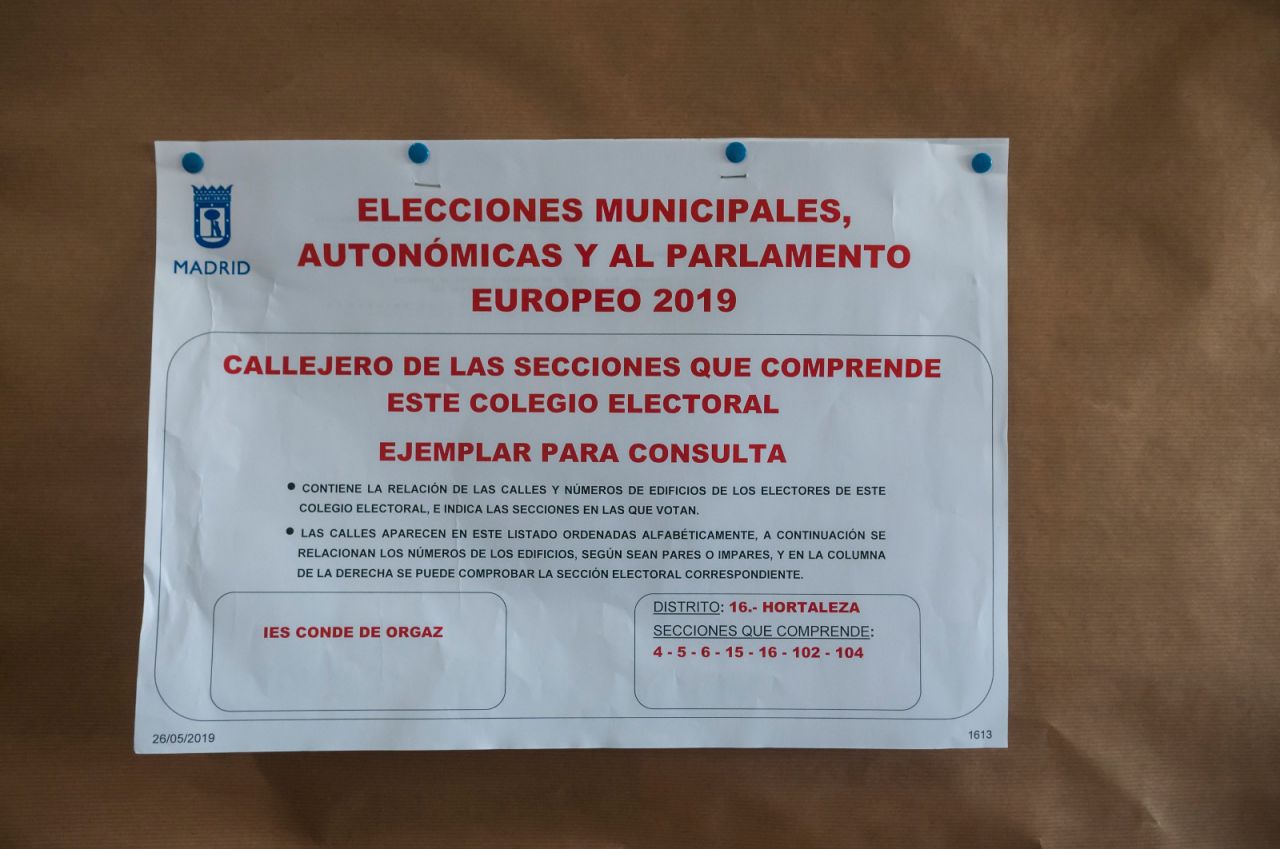 MADRID
ELECCIONES MUNICIPALES,
AUTONÓMICAS Y AL PARLAMENTO
EUROPEO 2019
CALLEJERO DE LAS SECCIONES QUE COMPRENDE
ESTE COLEGIO ELECTORAL
EJEMPLAR PARA CONSULTA
● CONTIENE LA RELACIÓN DE LAS CALLES Y NÚMEROS DE EDIFICIOS DE LOS ELECTORES DE ESTE
COLEGIO ELECTORAL, E INDICA LAS SECCIONES EN LAS QUE VOTAN.
● LAS CALLES APARECEN EN ESTE LISTADO ORDENADAS ALFABÉTICAMENTE, A CONTINUACIÓN SE
RELACIONAN LOS NÚMEROS DE LOS EDIFICIOS, SEGÚN SEAN PARES O IMPARES, Y EN LA COLUMNA
DE LA DERECHA SE PUEDE COMPROBAR LA SECCIÓN ELECTORAL CORRESPONDIENTE.
IES CONDE DE ORGAZ
DISTRITO: 16.- HORTALEZA
SECCIONES QUE COMPRENDE:
4 - 5 - 6 - 15 - 16 - 102 - 104
26/05/2019
1613